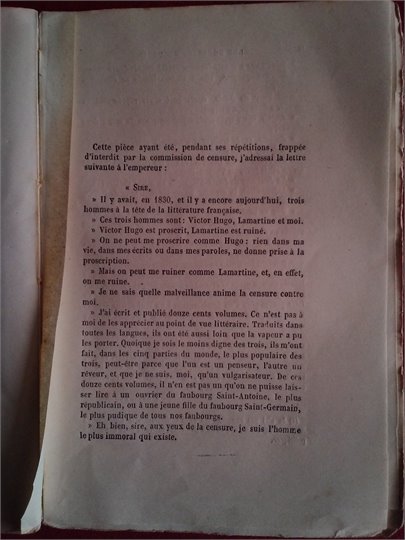 Cette pièce ayant été, pendant ses répétitions, frappée
d'interdit par la commission de censure, j'adressai la lettre
suivante à l'empereur :
« SIRE,
» Il y avait, en 1830, et il y a encore aujourd'hui, trois
hommes à la tête de la littérature française.
» Ces trois hommes sont : Victor Hugo, Lamartine et moi.
» Victor Hugo est proscrit, Lamartine est ruiné.
» On ne peut me proscrire comme Hugo : rien dans ma
vie, dans mes écrits ou dans mes paroles, ne donne prise à la
proscription.
» Mais on peut me ruiner comme Lamartine, et, en effet,
on me ruine.
» Je ne sais quelle malveillance anime la censure contre
moi.
» J'ai écrit et publié douze cents volumes. Ce n'est pas à
moi de les apprécier au point de vue littéraire. Traduits dans
toutes les langues, ils ont été aussi loin que la vapeur a pu
les porter. Quoique je sois le moins digne des trois, ils m'ont
fait, dans les cinq parties du monde, le plus populaire des
trois, peut-être parce que l'un est un penseur, l'autre un
rêveur, et que je ne suis, moi, qu'un vulgarisateur. De ces
douze cents volumes, il n'en est pas un qu'on ne puisse lais-
ser lire à un ouvrier du faubourg Saint-Antoine, le plus
républicain, ou à une jeune fille du faubourg Saint-Germain,
le plus pudique de tous nos faubourgs.
» Eh bien, sire, aux yeux de la censure, je suis l'homme
le plus immoral qui existe.